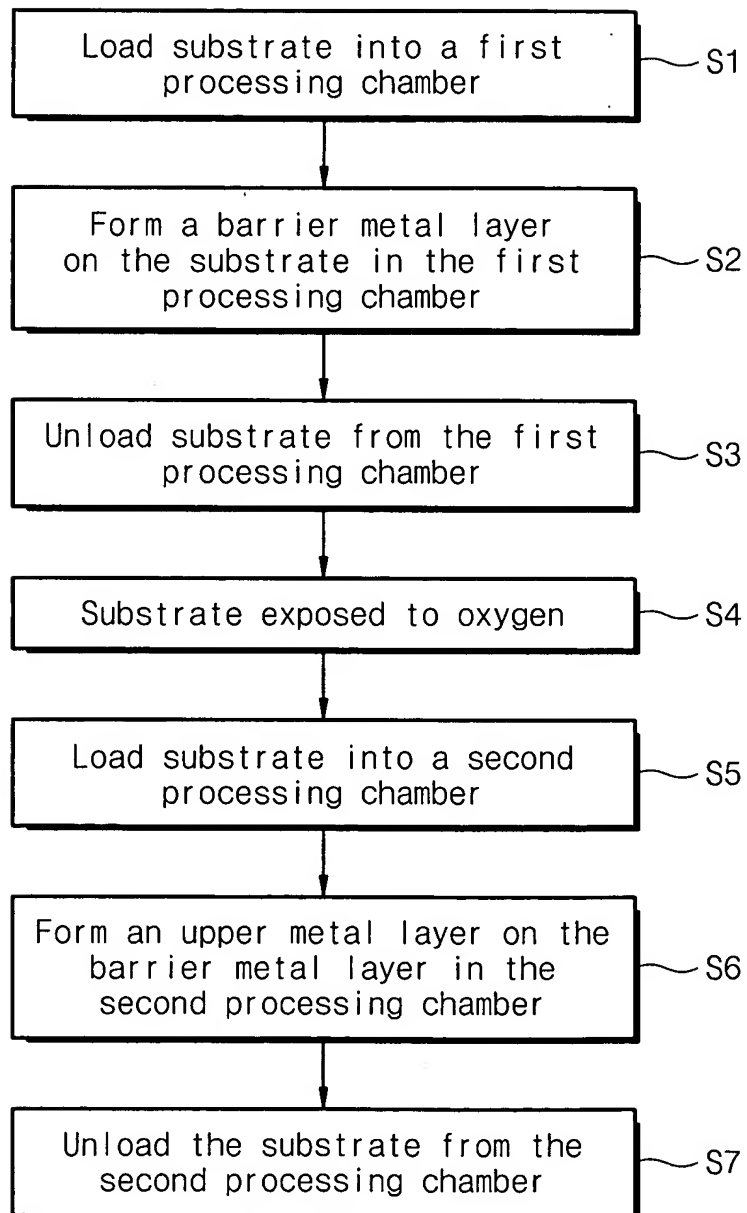 Load substrate into a first
processing chamber
S1
Form a barrier metal layer
on the substrate in the first
processing chamber
S2
Unload substrate from the first
processing chamber
S3
Substrate exposed to oxygen
S4
Load substrate into a second
processing chamber
S5
Form an upper metal layer on the
barrier metal layer in the
second processing chamber
S6
Unload the substrate from the
second processing chamber
S7